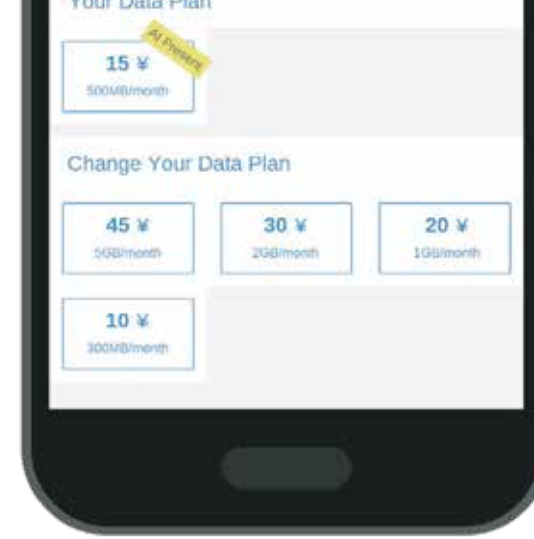 Your Data Plan
At Present
15 ¥
500MB/month
Change Your Data Plan
45 ¥
5GB/month
30 ¥
2GB/month
20 ¥
1GB/month
10 ¥
300MB/month